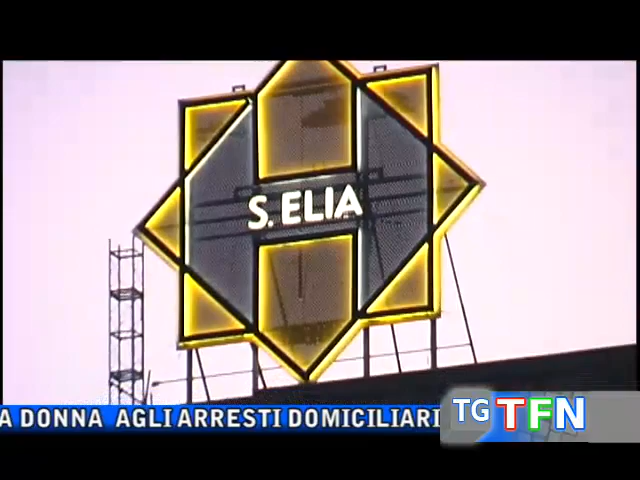 S. ELIA
A DONNA AGLI ARRESTI DOMICILIARI
TG TFN